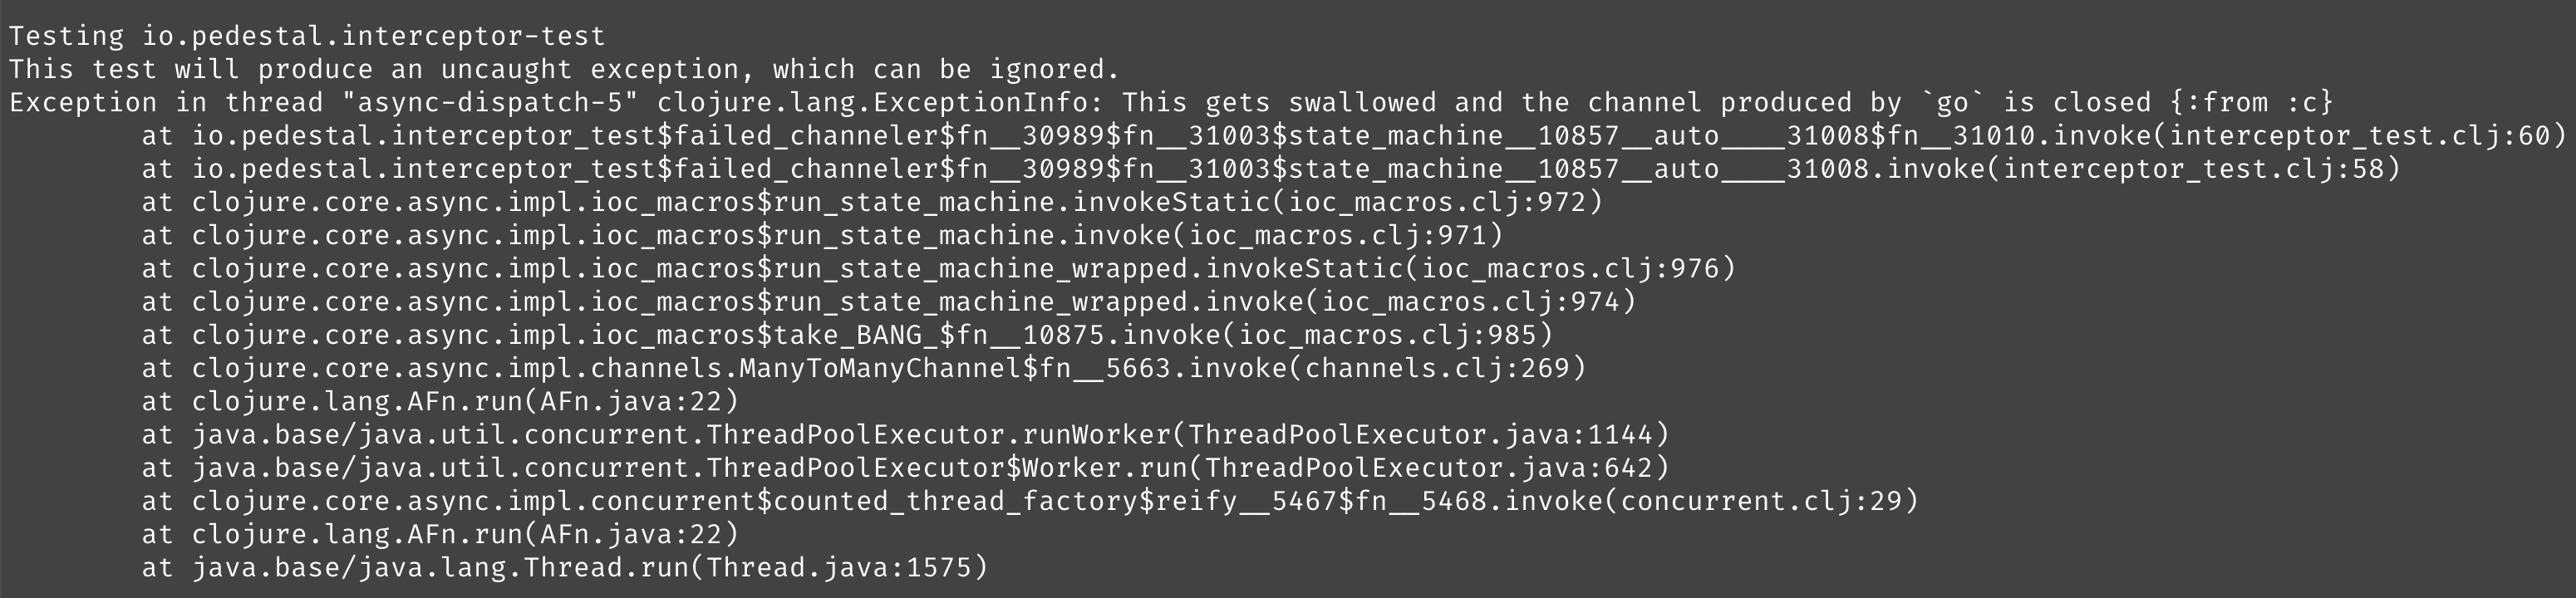 Testing io.pedestal.interceptor-test
This test will produce an uncaught exception, which can be ignored.
Exception in thread "async-dispatch-5" clojure.lang.ExceptionInfo: This gets swallowed and the channel produced by `go` is closed {:from :c}
        at io.pedestal.interceptor_test$failed_channeler$fn__30989$fn__31003$state_machine__10857__auto____31008$fn__31010.invoke(interceptor_test.clj:60)
        at io.pedestal.interceptor_test$failed_channeler$fn__30989$fn__31003$state_machine__10857__auto____31008.invoke(interceptor_test.clj:58)
        at clojure.core.async.impl.ioc_macros$run_state_machine.invokeStatic(ioc_macros.clj:972)
        at clojure.core.async.impl.ioc_macros$run_state_machine.invoke(ioc_macros.clj:971)
        at clojure.core.async.impl.ioc_macros$run_state_machine_wrapped.invokeStatic(ioc_macros.clj:976)
        at clojure.core.async.impl.ioc_macros$run_state_machine_wrapped.invoke(ioc_macros.clj:974)
        at clojure.core.async.impl.ioc_macros$take_BANG_$fn__10875.invoke(ioc_macros.clj:985)
        at clojure.core.async.impl.channels.ManyToManyChannel$fn__5663.invoke(channels.clj:269)
        at clojure.lang.AFn.run(AFn.java:22)
        at java.base/java.util.concurrent.ThreadPoolExecutor.runWorker(ThreadPoolExecutor.java:1144)
        at java.base/java.util.concurrent.ThreadPoolExecutor$Worker.run(ThreadPoolExecutor.java:642)
        at clojure.core.async.impl.concurrent$counted_thread_factory$reify__5467$fn__5468.invoke(concurrent.clj:29)
        at clojure.lang.AFn.run(AFn.java:22)
        at java.base/java.lang.Thread.run(Thread.java:1575)